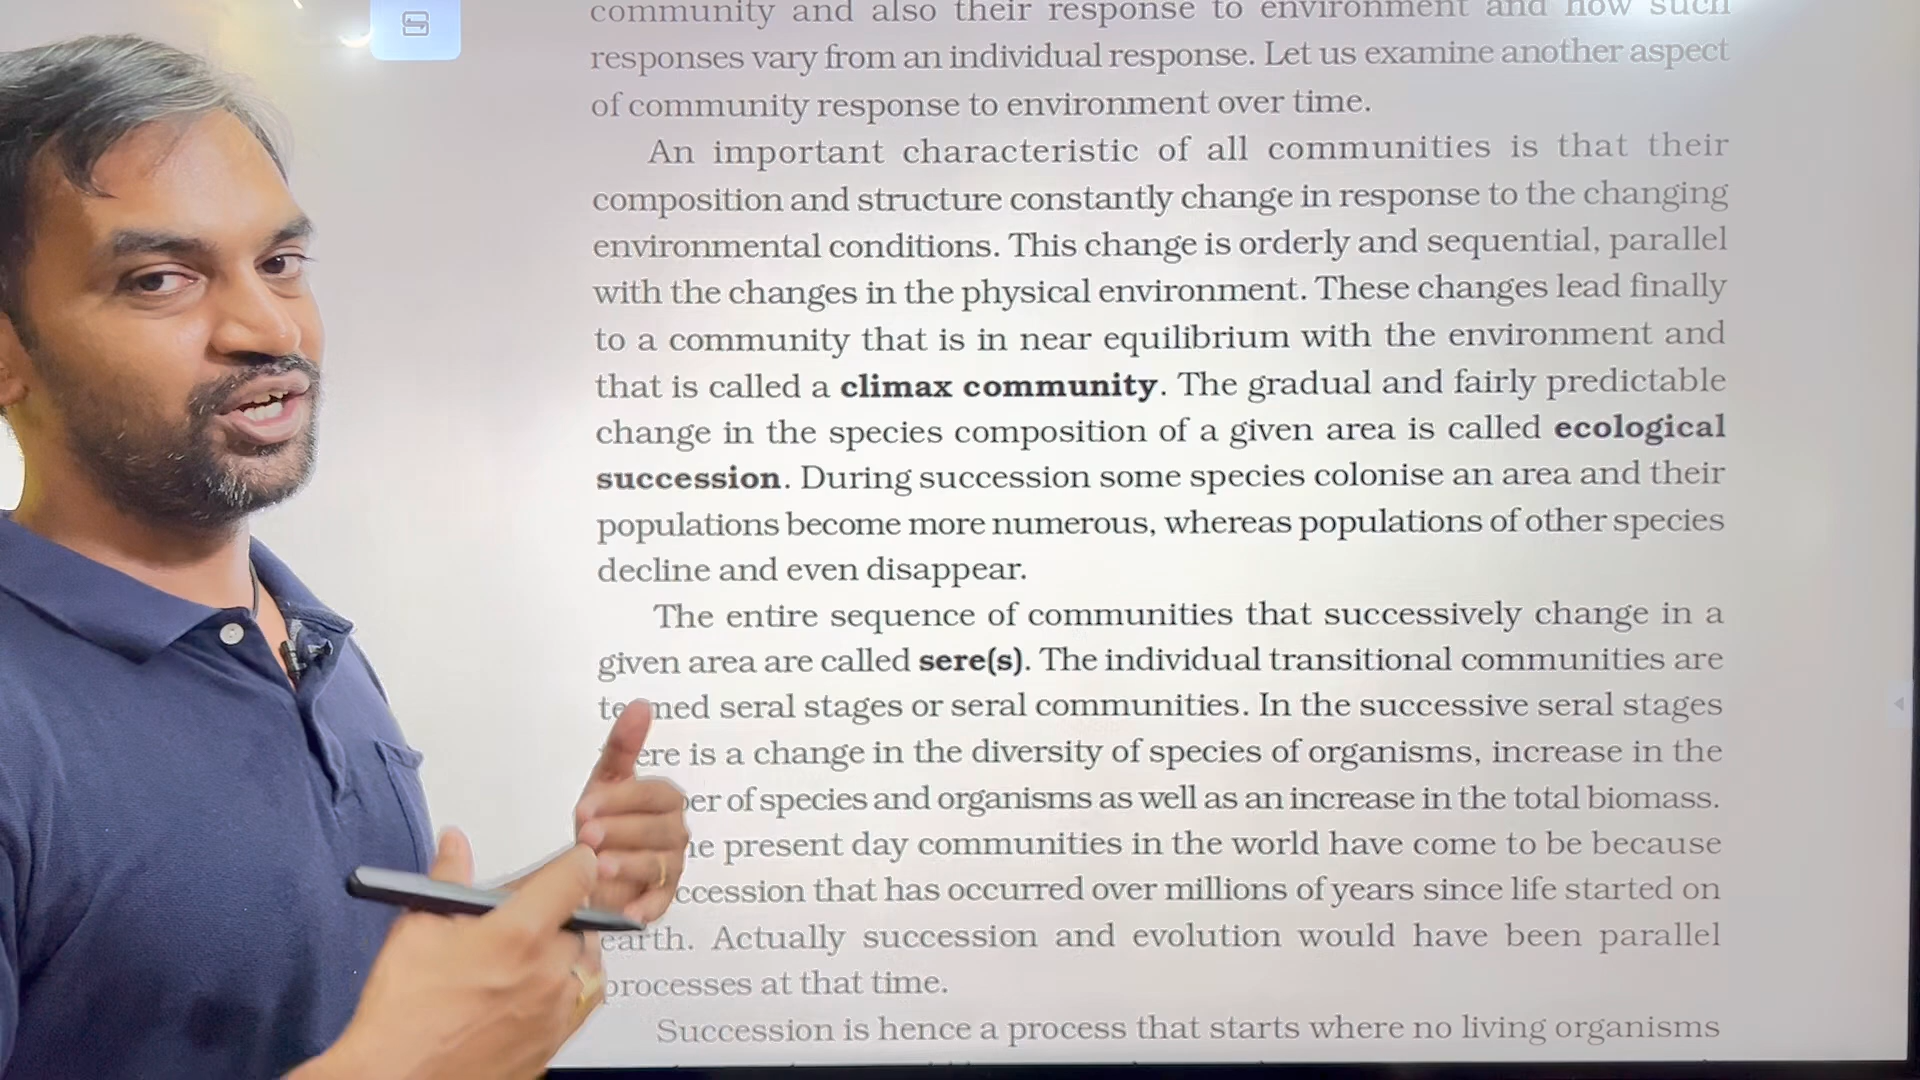 community and also their response to environment and how such
responses vary from an individual response. Let us examine another aspect
of community response to environment over time.
An important characteristic of all communities is that their
composition and structure constantly change in response to the changing
environmental conditions. This change is orderly and sequential, parallel
with the changes in the physical environment. These changes lead finally
to a community that is in near equilibrium with the environment and
that is called a climax community. The gradual and fairly predictable
change in the species composition of a given area is called ecological
succession. During succession some species colonise an area and their
populations become more numerous, whereas populations of other species
decline and even disappear.
The entire sequence of communities that successively change in a
given area are called sere(s). The individual transitional communities are
seral stages or seral communities. In the successive seral stages
is a change in the diversity of species of organisms, increase in the
of species and organisms as well as an increase in the total biomass.
present day communities in the world have come to be because
that has occurred over millions of years since life started on
earth. Actually succession and evolution would have been parallel
processes at that time.
Succession is hence a process that starts where no living organisms